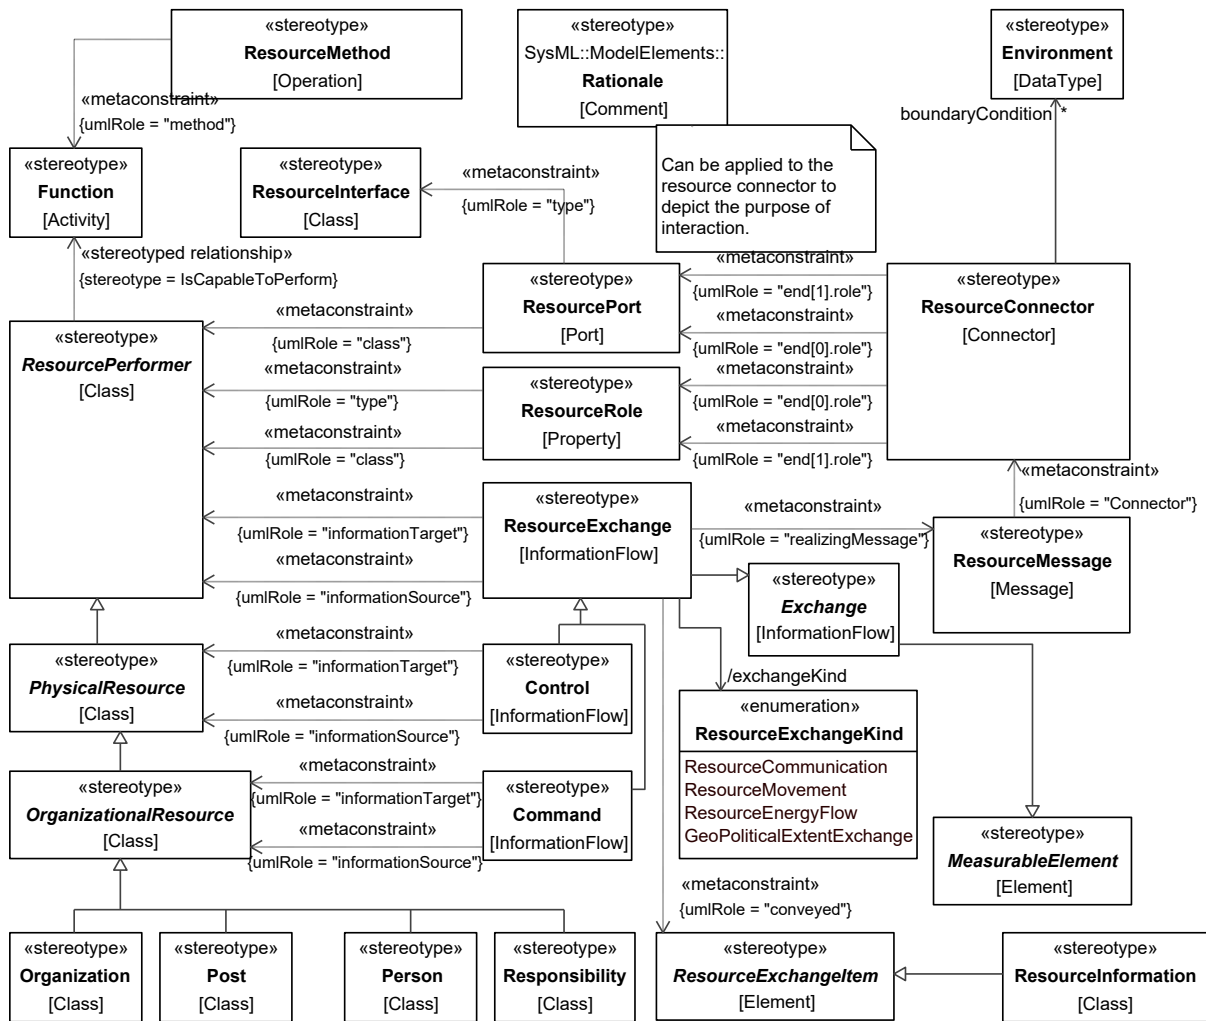 «stereotype»
ResourceMethod
[Operation]
«stereotype»
SysML::ModelElements::
Rationale
[Comment]
«stereotype»
Environment
[DataType]
«metaconstraint»
{umlRole = "method"}
boundaryCondition *
«stereotype»
Function
[Activity]
«stereotype»
ResourceInterface
[Class]
«metaconstraint»
{umlRole = "type"}
Can be applied to the
resource connector to
depict the purpose of
interaction.
«stereotyped relationship»
{stereotype = IsCapableToPerform}
«stereotype»
ResourcePort
[Port]
«metaconstraint»
{umlRole = "end[1].role"}
«metaconstraint»
{umlRole = "end[0].role"}
«stereotype»
ResourceConnector
[Connector]
«stereotype»
ResourcePerformer
[Class]
«metaconstraint»
{umlRole = "class"}
«metaconstraint»
{umlRole = "type"}
«metaconstraint»
{umlRole = "class"}
«stereotype»
ResourceRole
[Property]
«metaconstraint»
{umlRole = "end[0].role"}
«metaconstraint»
{umlRole = "end[1].role"}
«metaconstraint»
{umlRole = "Connector"}
«metaconstraint»
{umlRole = "informationTarget"}
«metaconstraint»
{umlRole = "informationSource"}
«stereotype»
ResourceExchange
[InformationFlow]
«metaconstraint»
{umlRole = "realizingMessage"}
«stereotype»
ResourceMessage
[Message]
«stereotype»
Exchange
[InformationFlow]
«stereotype»
PhysicalResource
[Class]
«metaconstraint»
{umlRole = "informationTarget"}
«metaconstraint»
{umlRole = "informationSource"}
«stereotype»
Control
[InformationFlow]
/exchangeKind
«enumeration»
ResourceExchangeKind
ResourceCommunication
ResourceMovement
ResourceEnergyFlow
GeoPoliticalExtentExchange
«stereotype»
OrganizationalResource
[Class]
«metaconstraint»
{umlRole = "informationTarget"}
«metaconstraint»
{umlRole = "informationSource"}
«stereotype»
Command
[InformationFlow]
«stereotype»
MeasurableElement
[Element]
«metaconstraint»
{umlRole = "conveyed"}
«stereotype»
Organization
[Class]
«stereotype»
Post
[Class]
«stereotype»
Person
[Class]
«stereotype»
Responsibility
[Class]
«stereotype»
ResourceExchangeItem
[Element]
«stereotype»
ResourceInformation
[Class]